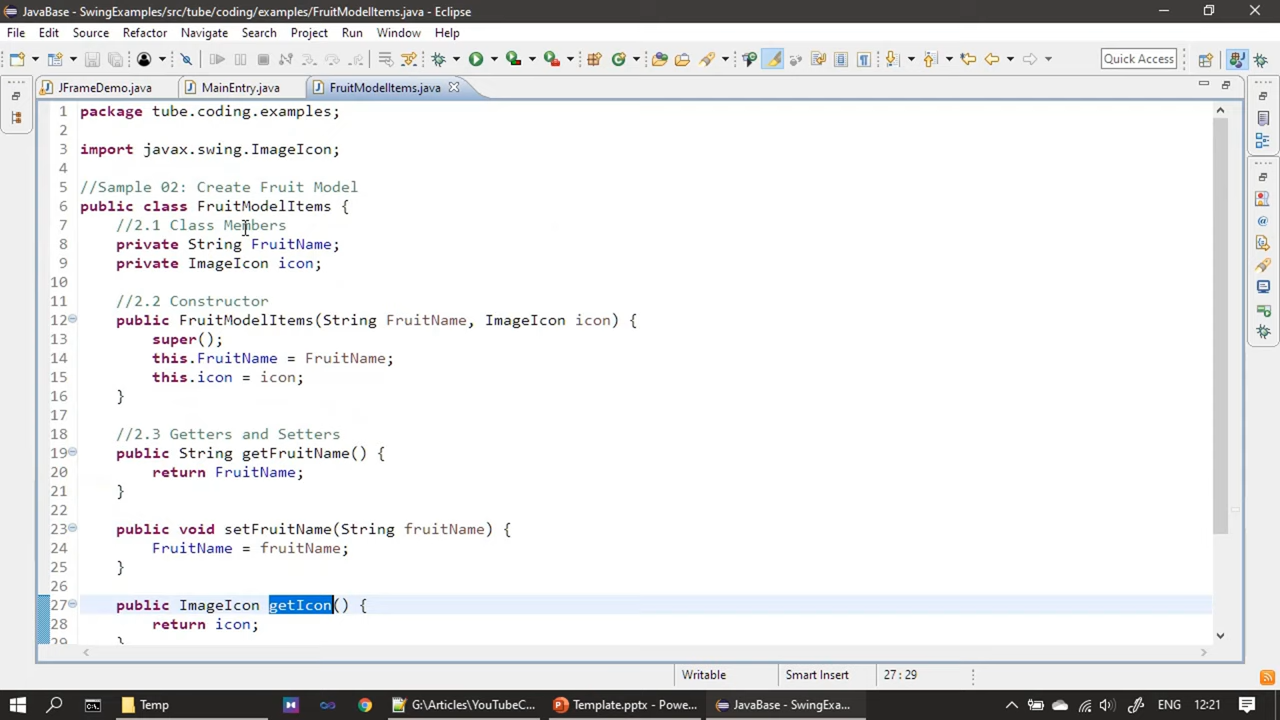 JavaBase - SwingExamples/src/tube/coding/examples/FruitModelItems.java - Eclipse
File Edit Source Refactor Navigate Search Project Run Window Help
Quick Access
JFrameDemo.java MainEntry.java FruitModelItems.java
1 package tube.coding.examples;
2
3 import javax.swing.ImageIcon;
4
5 //Sample 02: Create Fruit Model
6 public class FruitModelItems {
7 //2.1 Class Members
8 private String FruitName;
9 private ImageIcon icon;
10
11 //2.2 Constructor
12 public FruitModelItems(String FruitName, ImageIcon icon) {
13 super();
14 this.FruitName = FruitName;
15 this.icon = icon;
16 }
17
18 //2.3 Getters and Setters
19 public String getFruitName() {
20 return FruitName;
21 }
22
23 public void setFruitName(String fruitName) {
24 FruitName = fruitName;
25 }
26
27 public ImageIcon getIcon() {
28 return icon;
29 }
Writable Smart Insert 27 : 29
Temp G:\Articles\YouTubeC... Template.pptx - Powe... JavaBase - SwingExa... ENG 12:21